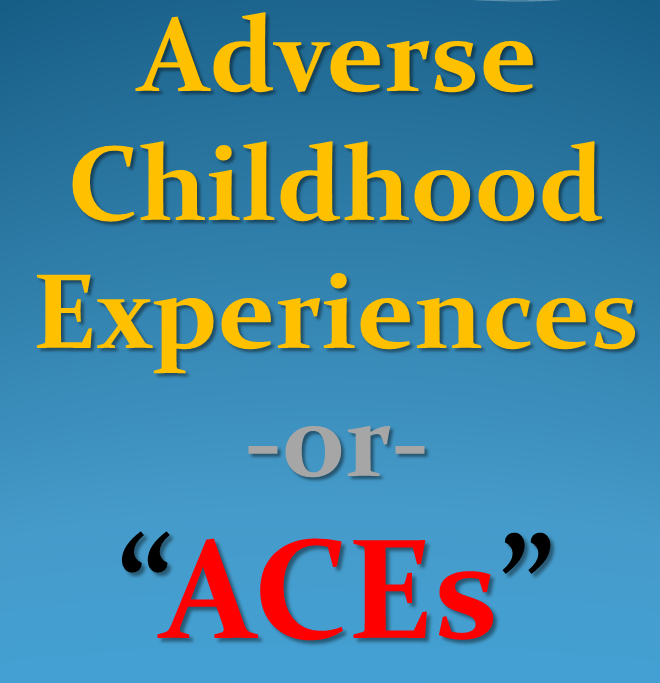 Adverse
Childhood
Experiences
-or-
“ACEs”